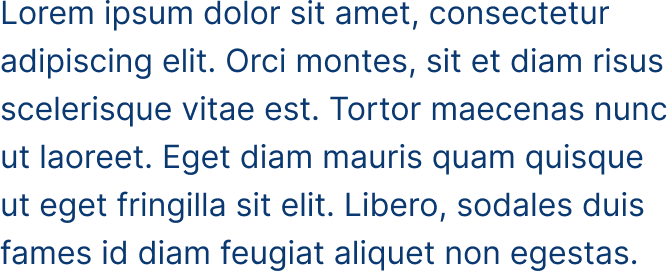 Lorem ipsum dolor sit amet, consectetur
adipiscing elit. Orci montes, sit et diam risus
scelerisque vitae est. Tortor maecenas nunc
ut laoreet. Eget diam mauris quam quisque
ut eget fringilla sit elit. Libero, sodales duis
fames id diam feugiat aliquet non egestas.